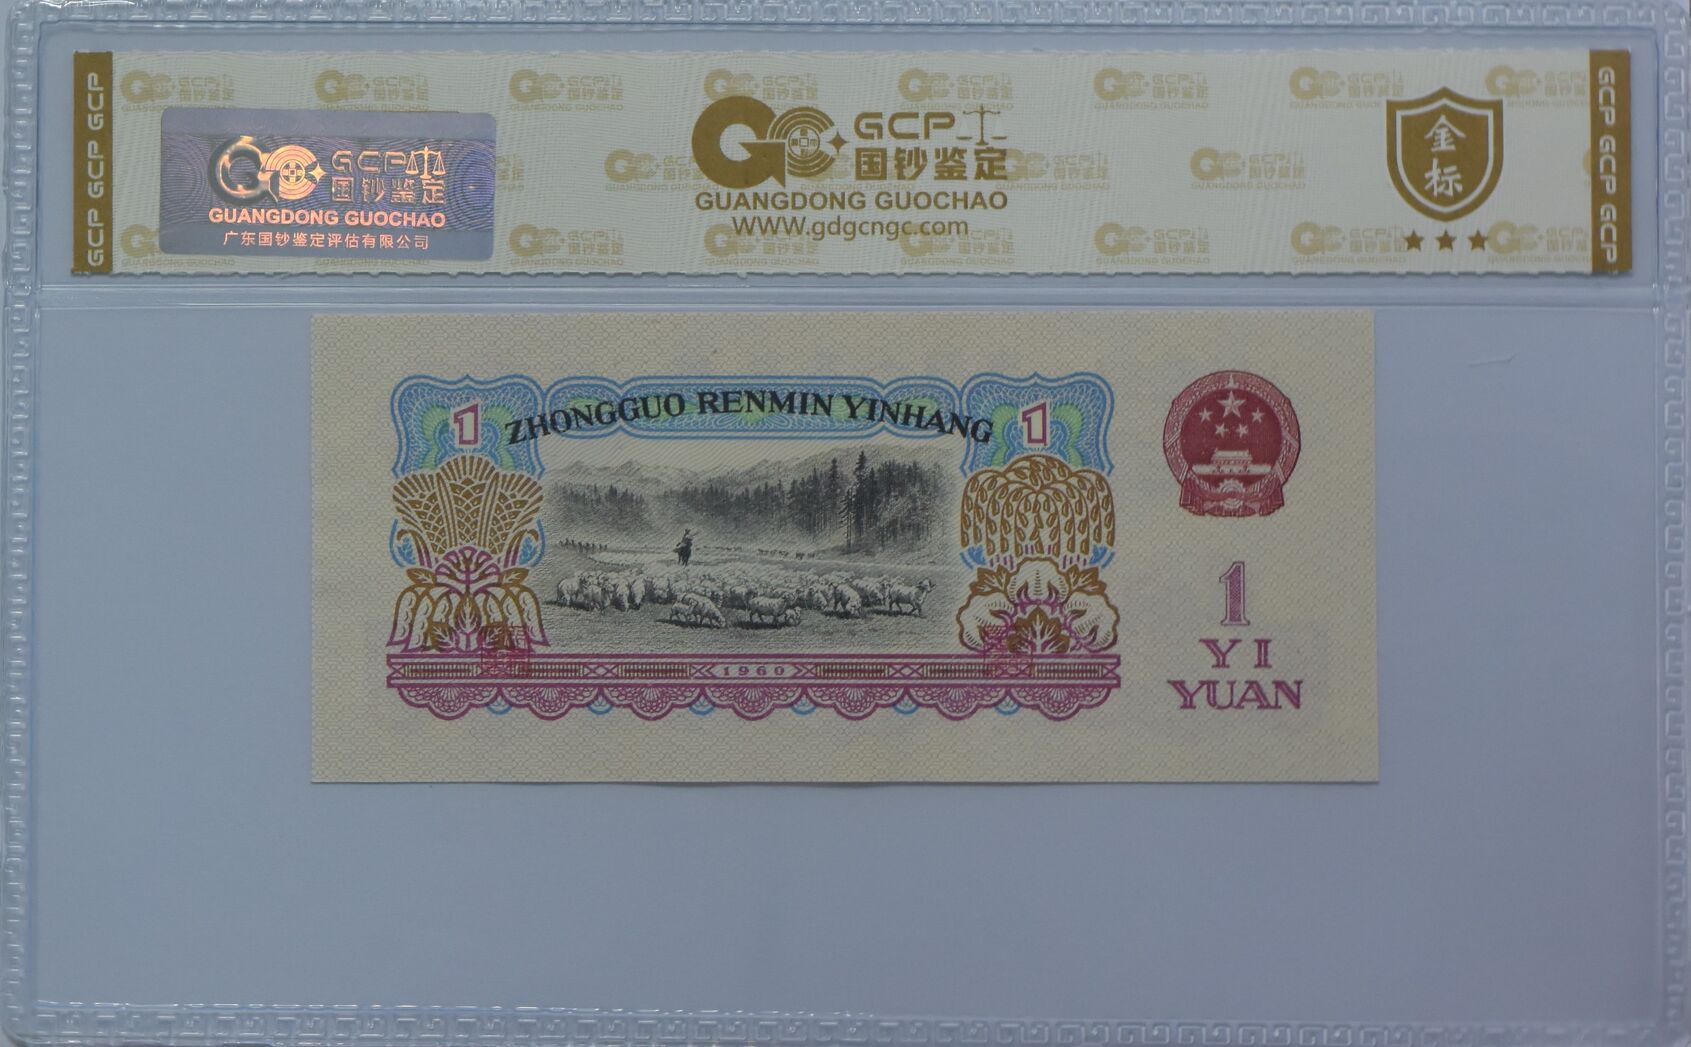 GCP GCP GCP
GCP
国钞鉴定
GUANGDONG GUOCHAO
广东国钞鉴定评估有限公司
GCP
国钞鉴定
GUANGDONG GUOCHAO
WWW.gdgcngc.com
金标
GCP GCP GCP
1 ZHONGGUO RENMIN YINHANG 1
1960
1
YI
YUAN